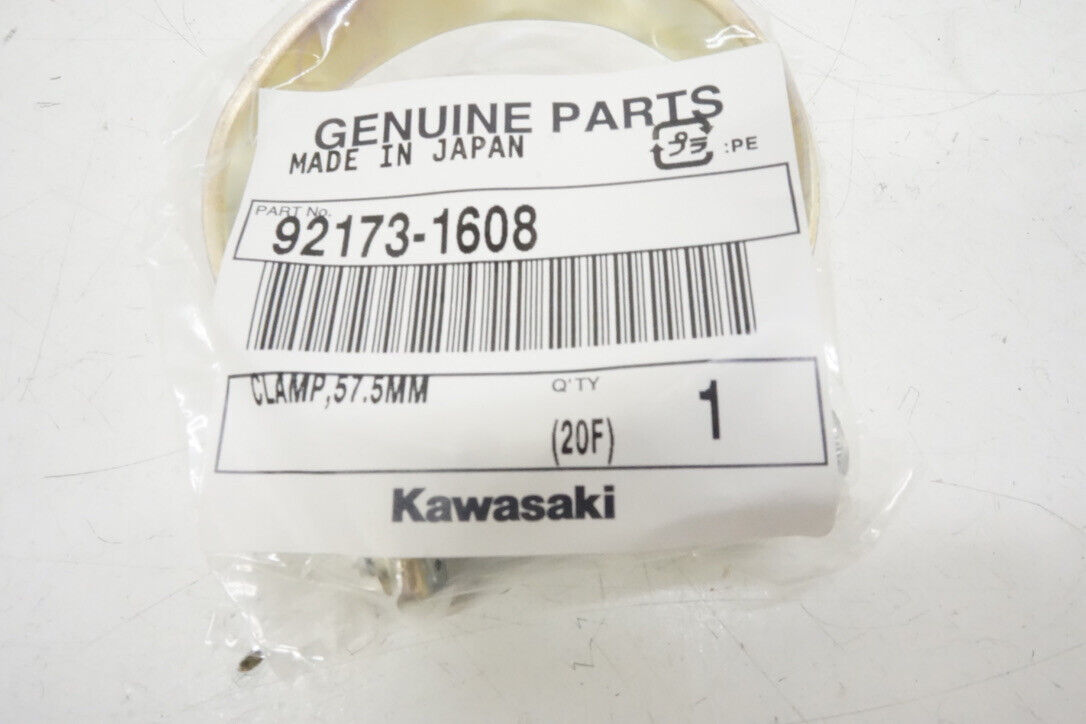 GENUINE PARTS
MADE IN JAPAN
プラ :PE
PART No.
92173-1608
CLAMP,57.5MM
Q'TY
(20F)
1
Kawasaki